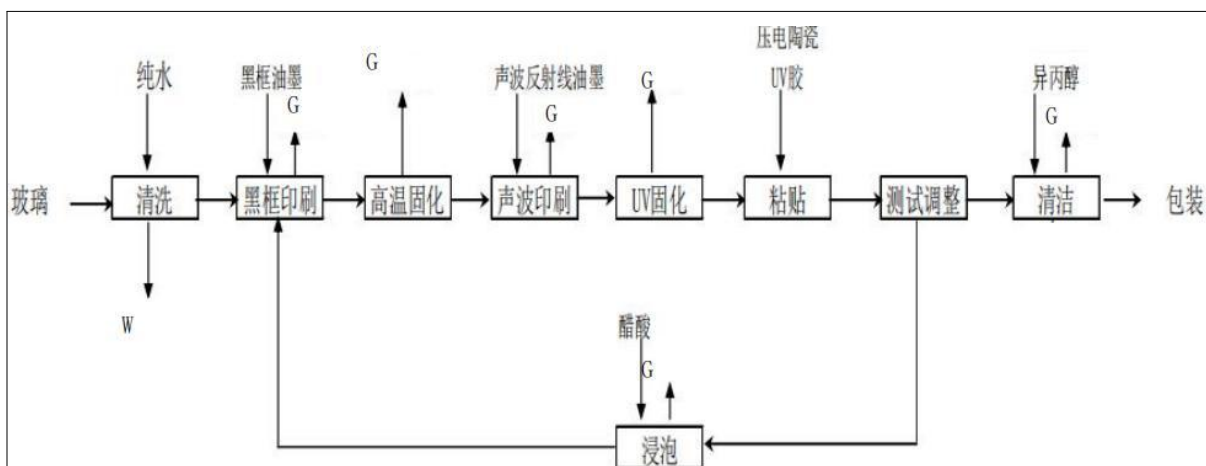 压电陶瓷
UV胶
纯水
黑框油墨
G
G
声波反射线油墨
G
G
异丙醇
G
玻璃
清洗
黑框印刷
高温固化
声波印刷
UV固化
粘贴
测试调整
清洁
包装
W
醋酸
G
浸泡